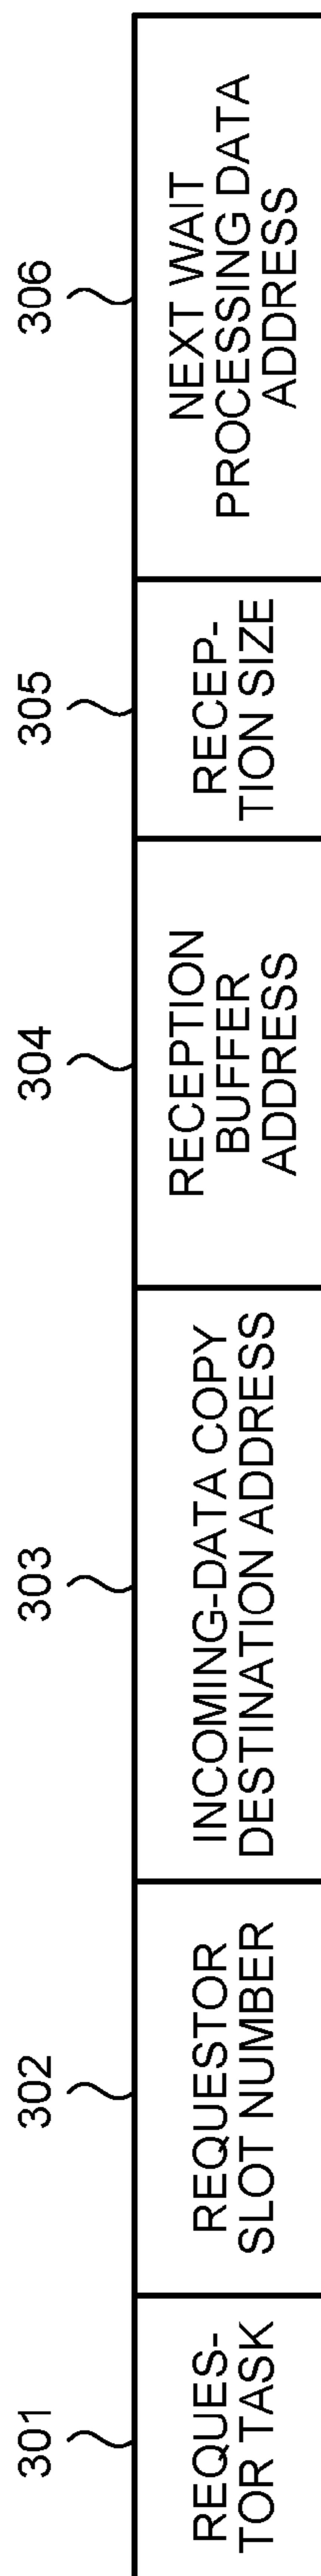 301
302
303
304
305
306
REQUES-
TOR TASK
REQUESTOR
SLOT NUMBER
INCOMING-DATA COPY
DESTINATION ADDRESS
RECEPTION
BUFFER
ADDRESS
RECEP-
TION SIZE
NEXT WAIT
PROCESSING DATA
ADDRESS